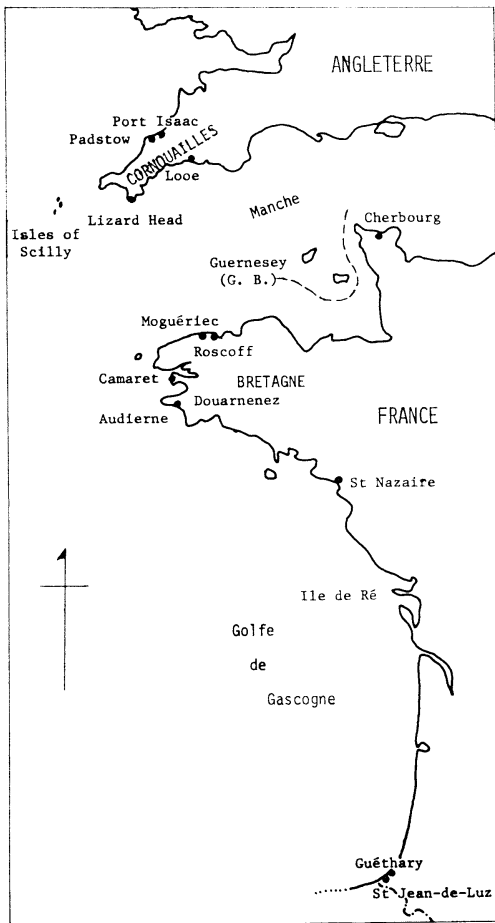 ANGLETERRE
Port Isaac
Padstow
CORNOUAILLES
Looe
Lizard Head
Manche
Isles of
Scilly
Cherbourg
Guernesey
(G. B.)
Moguériec
Roscoff
Camaret
BRETAGNE
Douarnenez
Audierne
FRANCE
St Nazaire
Ile de Ré
Golfe
de
Gascogne
Guéthary
St Jean-de-Luz